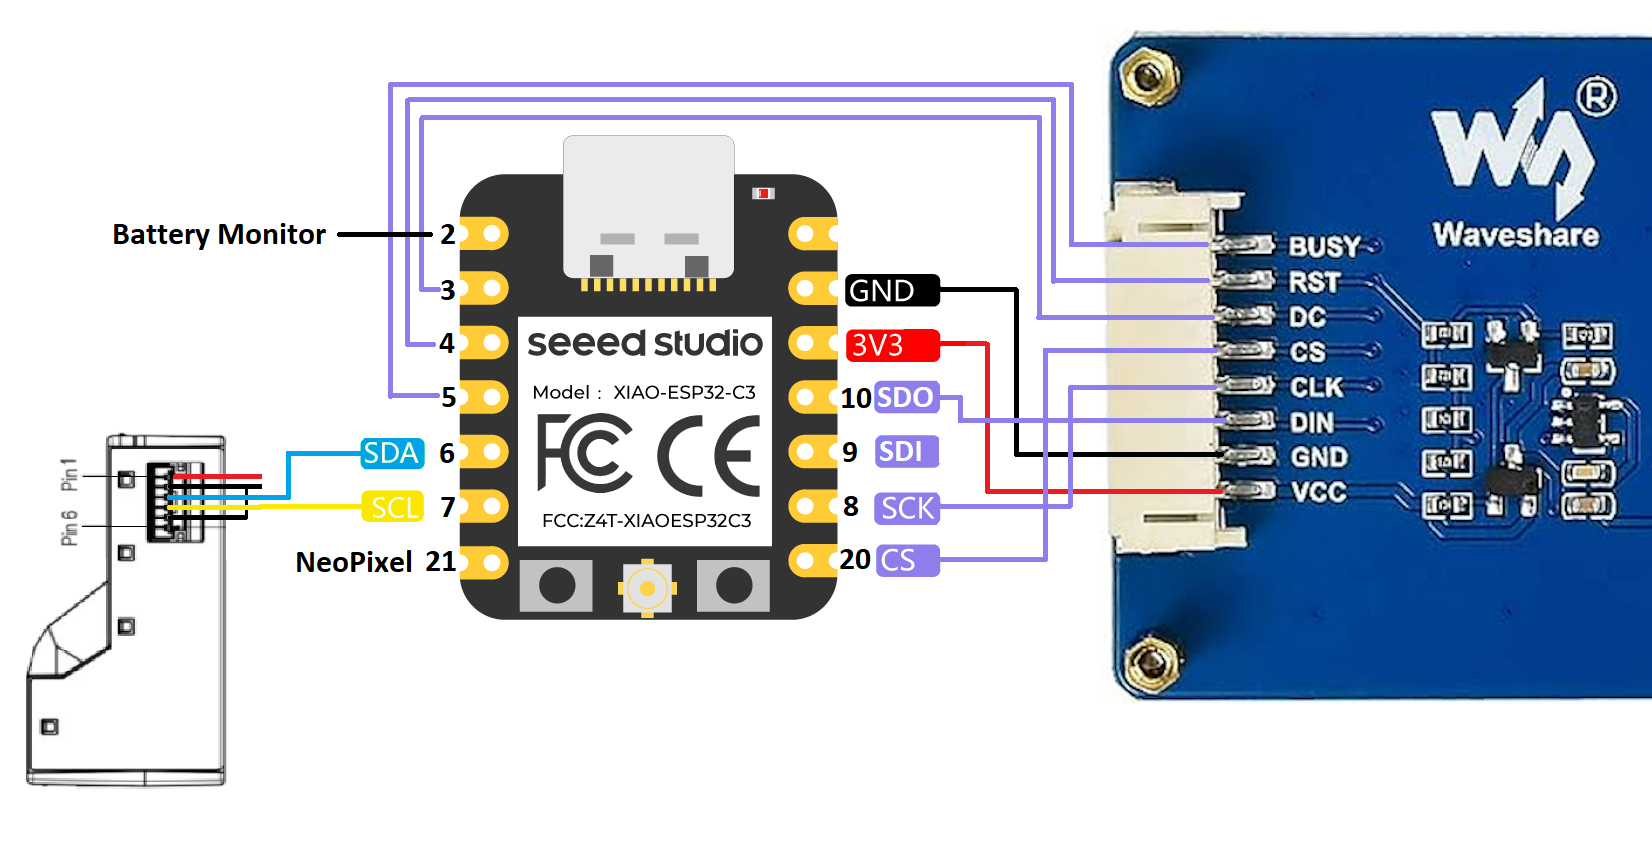 Battery Monitor
2
3
4
5
SDA 6
SCL 7
NeoPixel 21
Pin 1
Pin 6
seeed studio
Model : XIAO-ESP32-C3
FCC:Z4T-XIAOESP32C3
GND
3V3
10 SDO
9 SDI
8 SCK
20 CS
Waveshare
BUSY
RST
DC
CS
CLK
DIN
GND
VCC